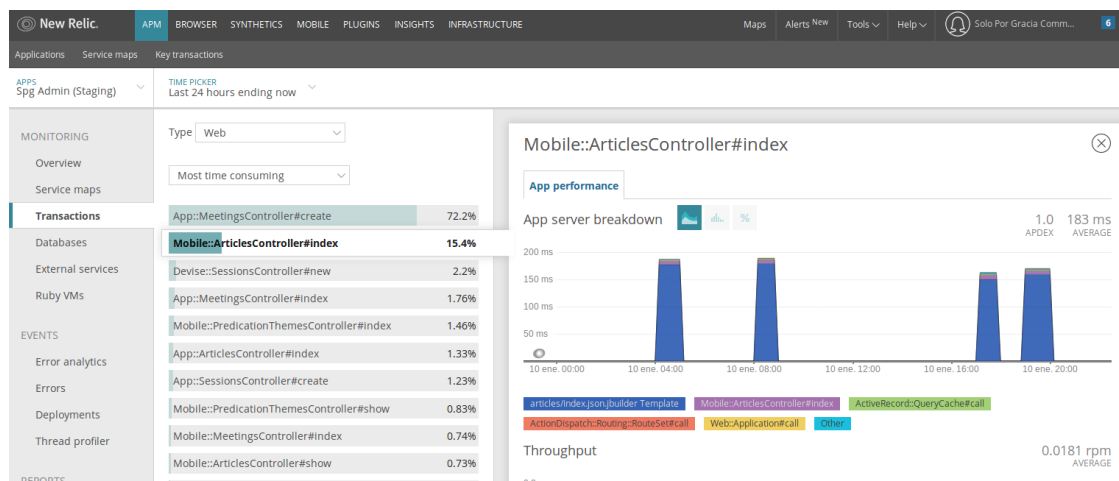 New Relic. APM BROWSER SYNTHETICS MOBILE PLUGINS INSIGHTS INFRASTRUCTURE Maps Alerts New Tools Help Solo Por Gracia Comm... 6
Applications Service maps Key transactions
APPS
Spg Admin (Staging)
TIME PICKER
Last 24 hours ending now
MONITORING
Overview
Service maps
Transactions
Databases
External services
Ruby VMs
EVENTS
Error analytics
Errors
Deployments
Thread profiler
REPORTS
Type Web
Most time consuming
App::MeetingsController#create 72.2%
Mobile::ArticlesController#index 15.4%
Devise::SessionsController#new 2.2%
App::MeetingsController#index 1.76%
Mobile::PredicationThemesController#index 1.46%
App::ArticlesController#index 1.33%
App::SessionsController#create 1.23%
Mobile::PredicationThemesController#show 0.83%
Mobile::MeetingsController#index 0.74%
Mobile::ArticlesController#show 0.73%
Mobile::ArticlesController#index
App performance
App server breakdown %
1.0 183 ms
APDEX AVERAGE
200 ms
150 ms
100 ms
50 ms
10 ene. 00:00 10 ene. 04:00 10 ene. 08:00 10 ene. 12:00 10 ene. 16:00 10 ene. 20:00
articles/index.json.jbuilder Template Mobile::ArticlesController#index ActiveRecord::QueryCache#call
ActionDispatch::Routing::RouteSet#call Web::Application#call Other
Throughput 0.0181 rpm
AVERAGE